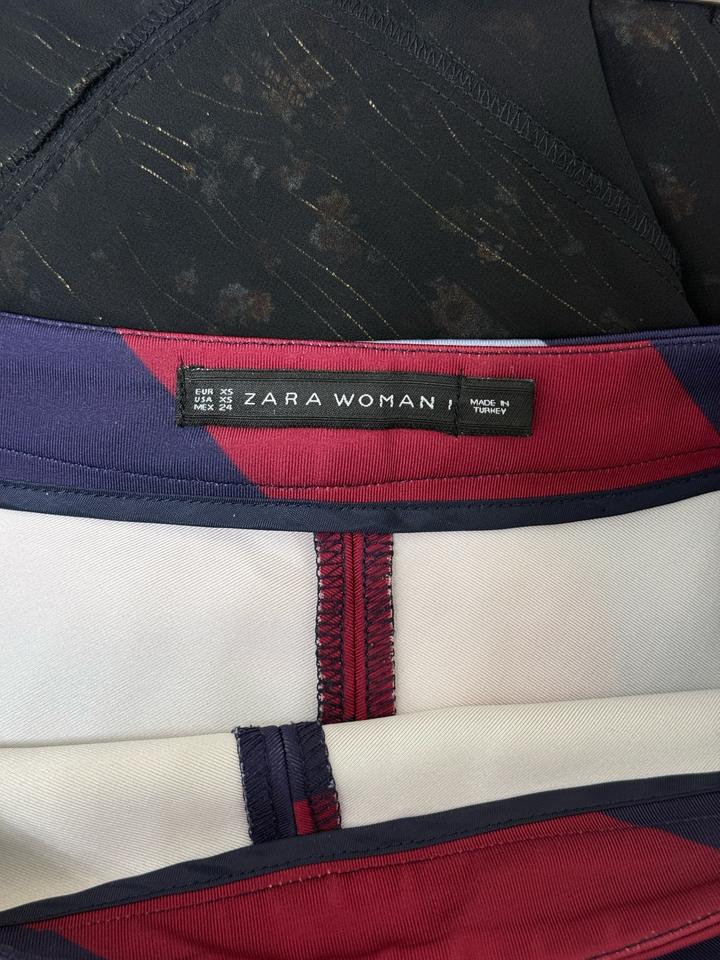 EUR XS
USA XS
MEX 24
ZARA WOMAN
MADE IN
TURKEY